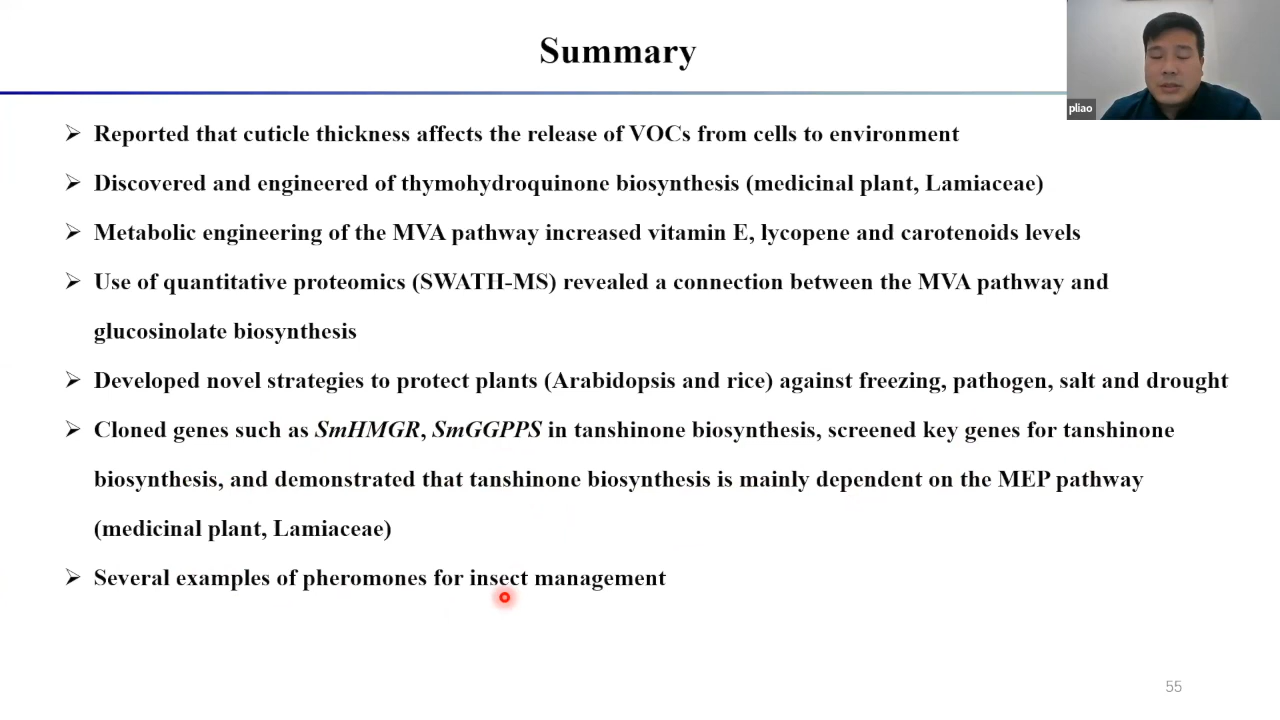 Summary
pliao
➢ Reported that cuticle thickness affects the release of VOCs from cells to environment
➢ Discovered and engineered of thymohydroquinone biosynthesis (medicinal plant, Lamiaceae)
➢ Metabolic engineering of the MVA pathway increased vitamin E, lycopene and carotenoids levels
➢ Use of quantitative proteomics (SWATH-MS) revealed a connection between the MVA pathway and
glucosinolate biosynthesis
➢ Developed novel strategies to protect plants (Arabidopsis and rice) against freezing, pathogen, salt and drought
➢ Cloned genes such as SmHMGR, SmGGPPS in tanshinone biosynthesis, screened key genes for tanshinone
biosynthesis, and demonstrated that tanshinone biosynthesis is mainly dependent on the MEP pathway
(medicinal plant, Lamiaceae)
➢ Several examples of pheromones for insect management
55